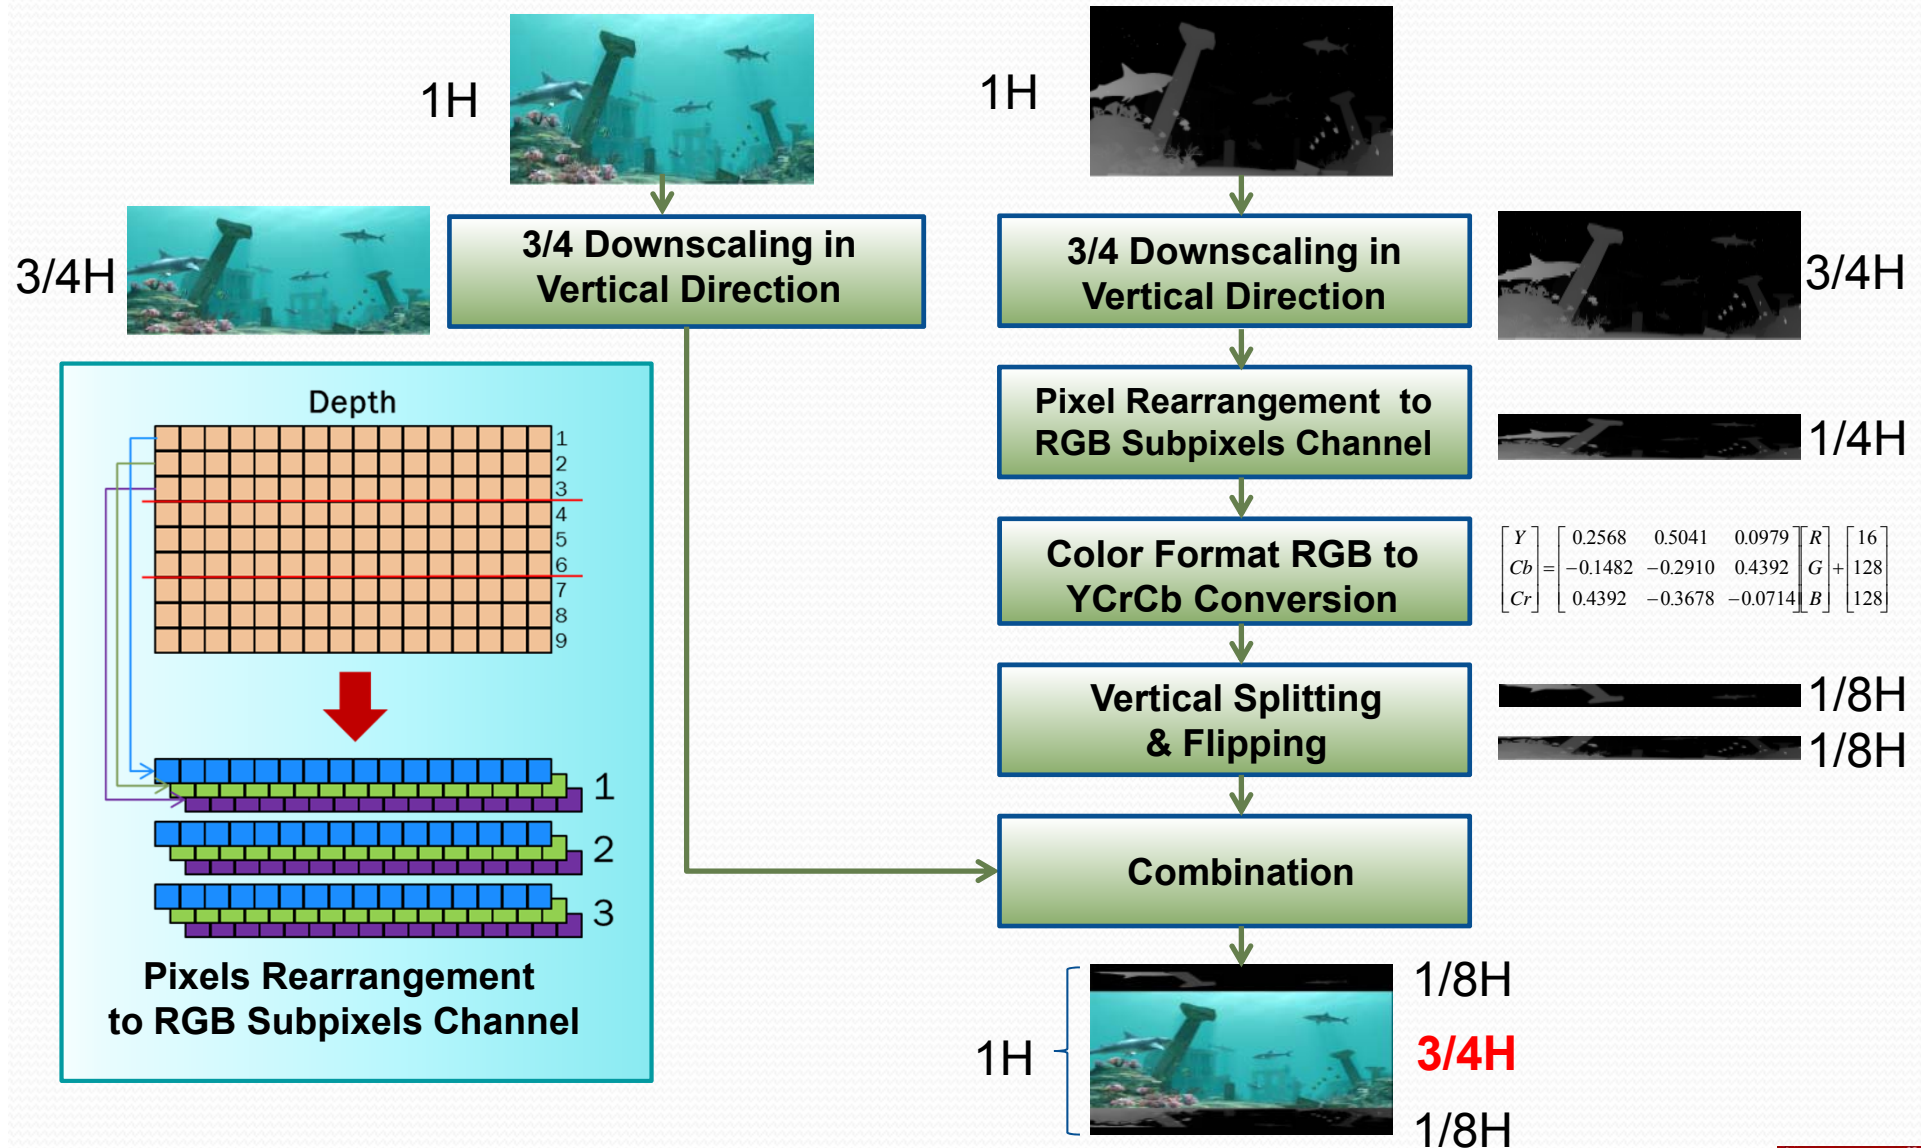 1H
1H
3/4 Downscaling in
Vertical Direction
3/4H
3/4 Downscaling in
Vertical Direction
3/4H
Pixel Rearrangement to
RGB Subpixels Channel
1/4H
Color Format RGB to
YCrCb Conversion
[Y] = [0.2568 0.5041 0.0979] [R] + [16]
[Cb] = [−0.1482 −0.2910 0.4392] [G] + [128]
[Cr] = [0.4392 −0.3678 −0.0714] [B] + [128]
Vertical Splitting
& Flipping
1/8H
1/8H
Combination
1H
1/8H
3/4H
1/8H
Depth
1
2
3
4
5
6
7
8
9
1
2
3
Pixels Rearrangement
to RGB Subpixels Channel